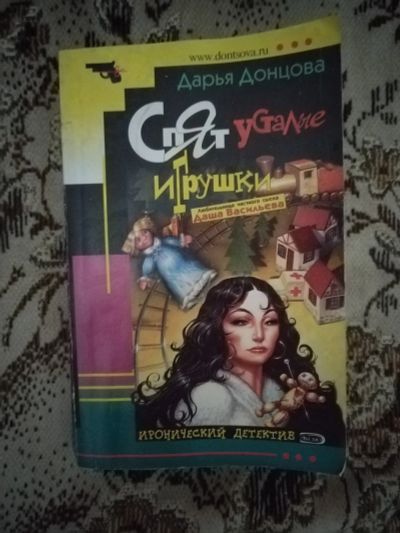 www.dontsova.ru
Дарья Донцова
Спят усталые
игрушки
Любительница частного сыска
Даша Васильева
ИРОНИЧЕСКИЙ ДЕТЕКТИВ